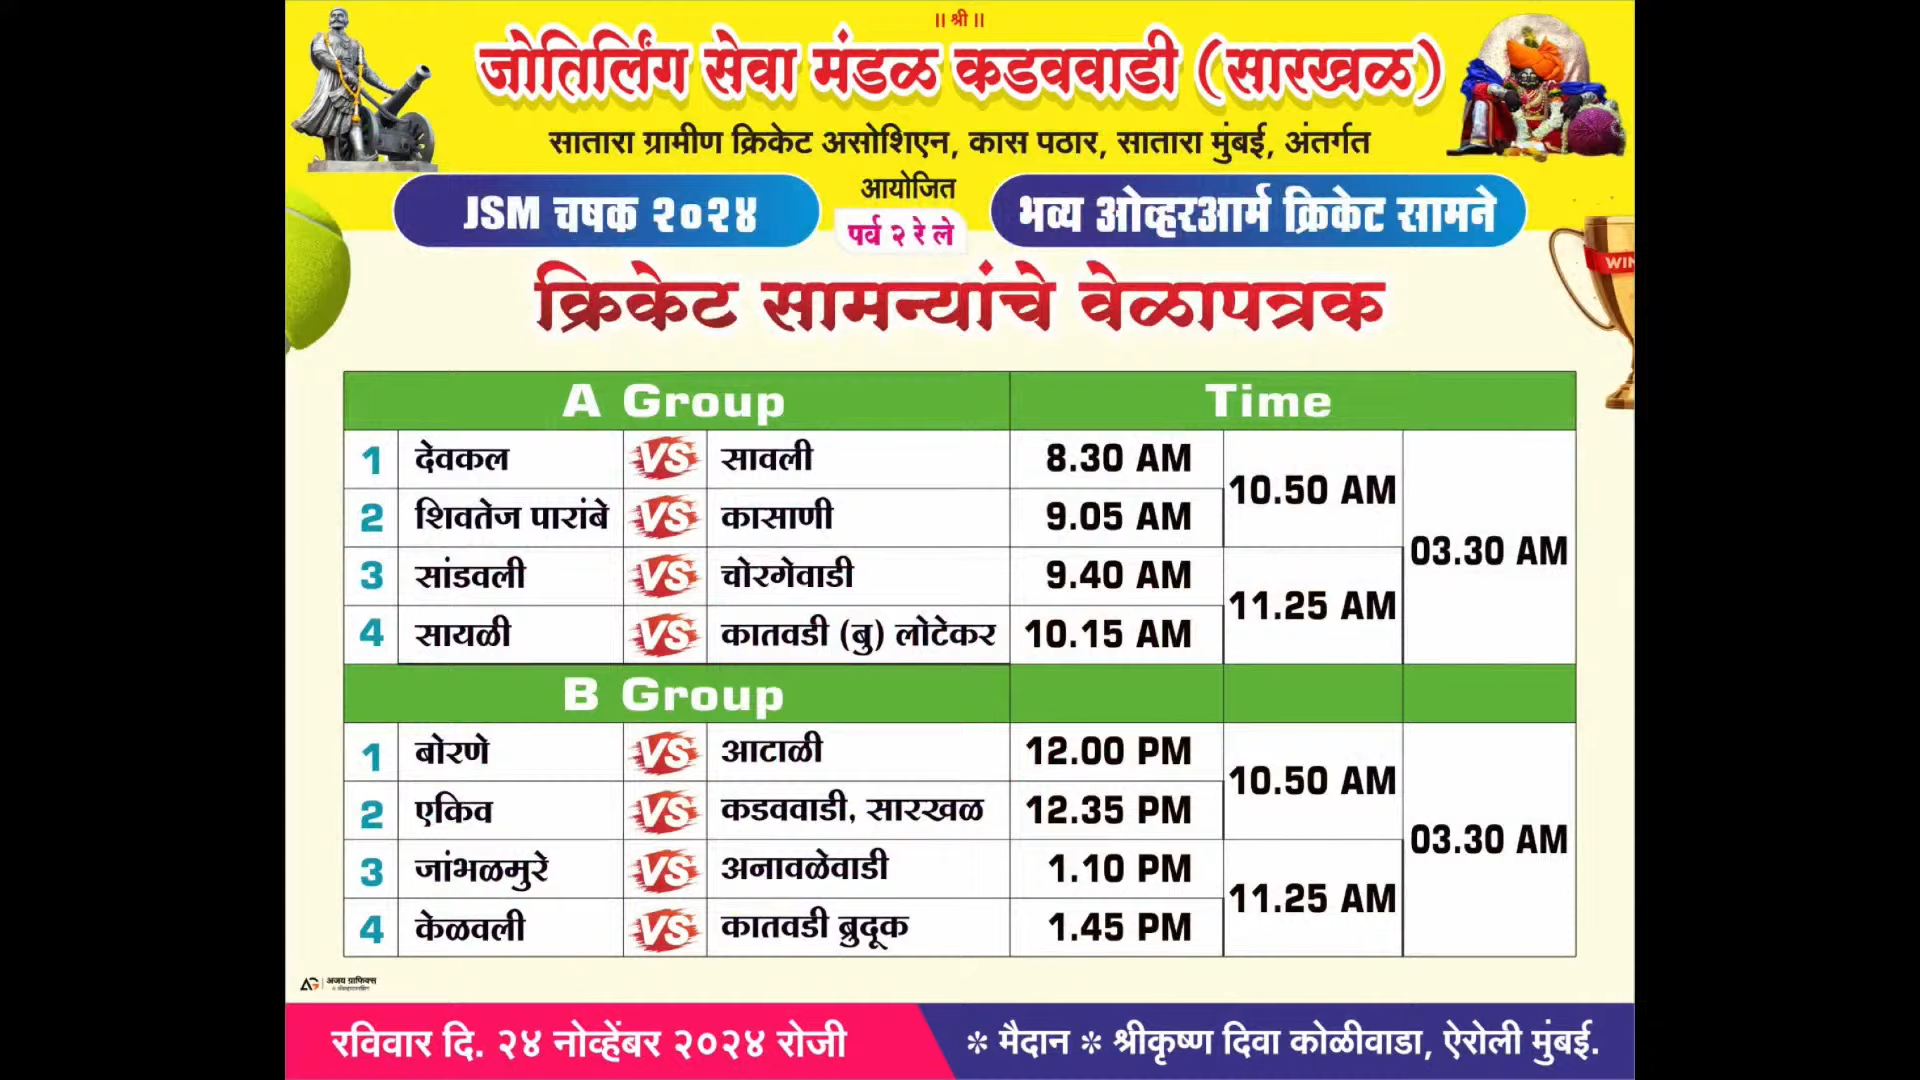 || श्री ||
जोतिर्लिंग सेवा मंडळ कडववाडी (सारखळ)
सातारा ग्रामीण क्रिकेट असोशिएन, कास पठार, सातारा मुंबई, अंतर्गत
आयोजित
JSM चषक २०२४
पर्व २ रे ले
भव्य ओव्हरआर्म क्रिकेट सामने
क्रिकेट सामन्यांचे वेळापत्रक
A Group Time
1 देवकल VS सावली 8.30 AM
10.50 AM
2 शिवतेज पारांबे VS कासाणी 9.05 AM
03.30 AM
3 सांडवली VS चोरगेवाडी 9.40 AM
11.25 AM
4 सायळी VS कातवडी (बु) लोटेकर 10.15 AM
B Group
1 बोरणे VS आटाळी 12.00 PM
10.50 AM
2 एकिव VS कडववाडी, सारखळ 12.35 PM
03.30 AM
3 जांभळमुरे VS अनावळेवाडी 1.10 PM
11.25 AM
4 केळवली VS कातवडी ब्रुदूक 1.45 PM
AG अजय ग्राफिक्स
रविवार दि. २४ नोव्हेंबर २०२४ रोजी
* मैदान * श्रीकृष्ण दिवा कोळीवाडा, ऐरोली मुंबई.